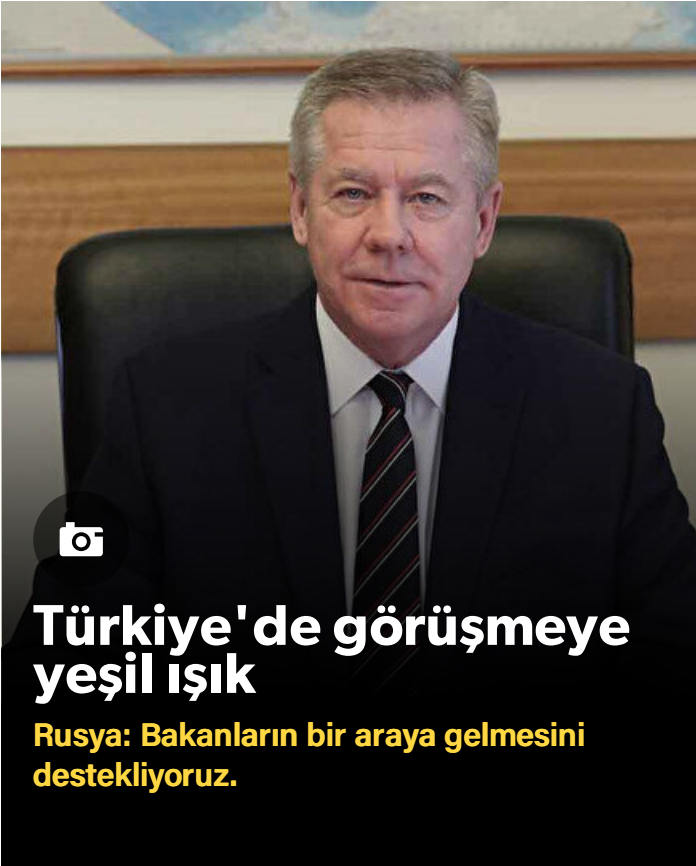 Türkiye'de görüşmeye
yeşil ışık
Rusya: Bakanların bir araya gelmesini
destekliyoruz.